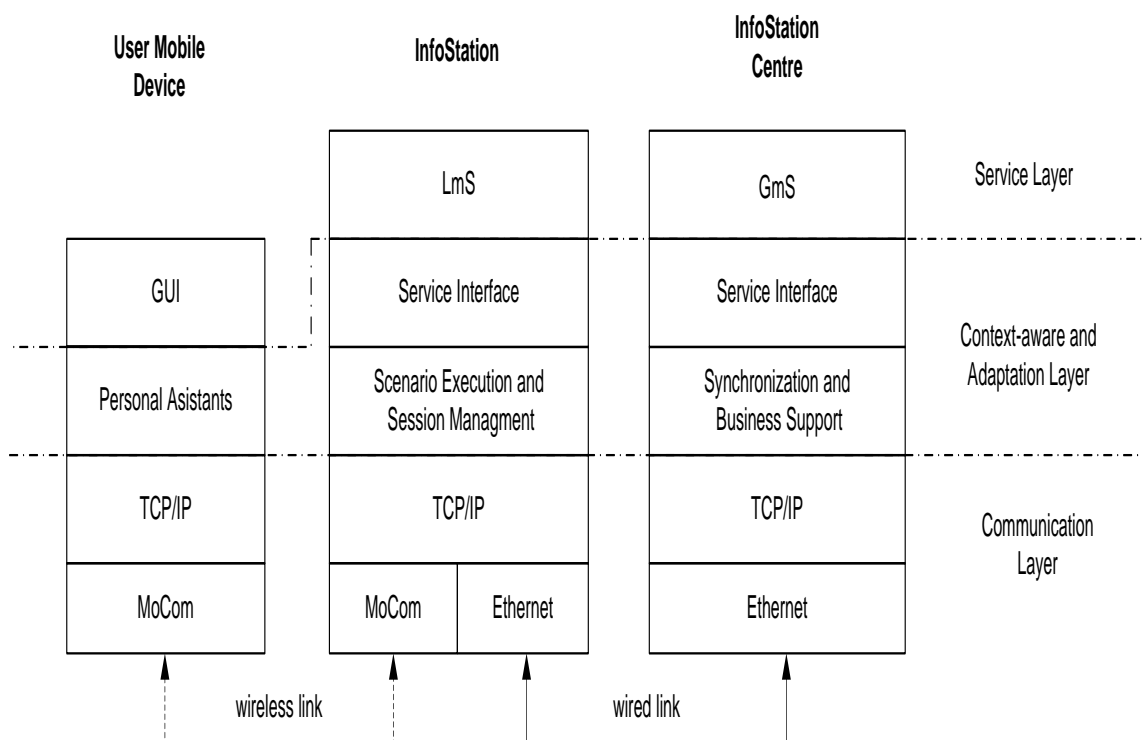 User Mobile
Device
InfoStation
InfoStation
Centre
LmS
GmS
Service Layer
GUI
Service Interface
Service Interface
Context-aware and
Adaptation Layer
Personal Asistants
Scenario Execution and
Session Managment
Synchronization and
Business Support
TCP/IP
TCP/IP
TCP/IP
Communication
Layer
MoCom
MoCom
Ethernet
Ethernet
wireless link
wired link